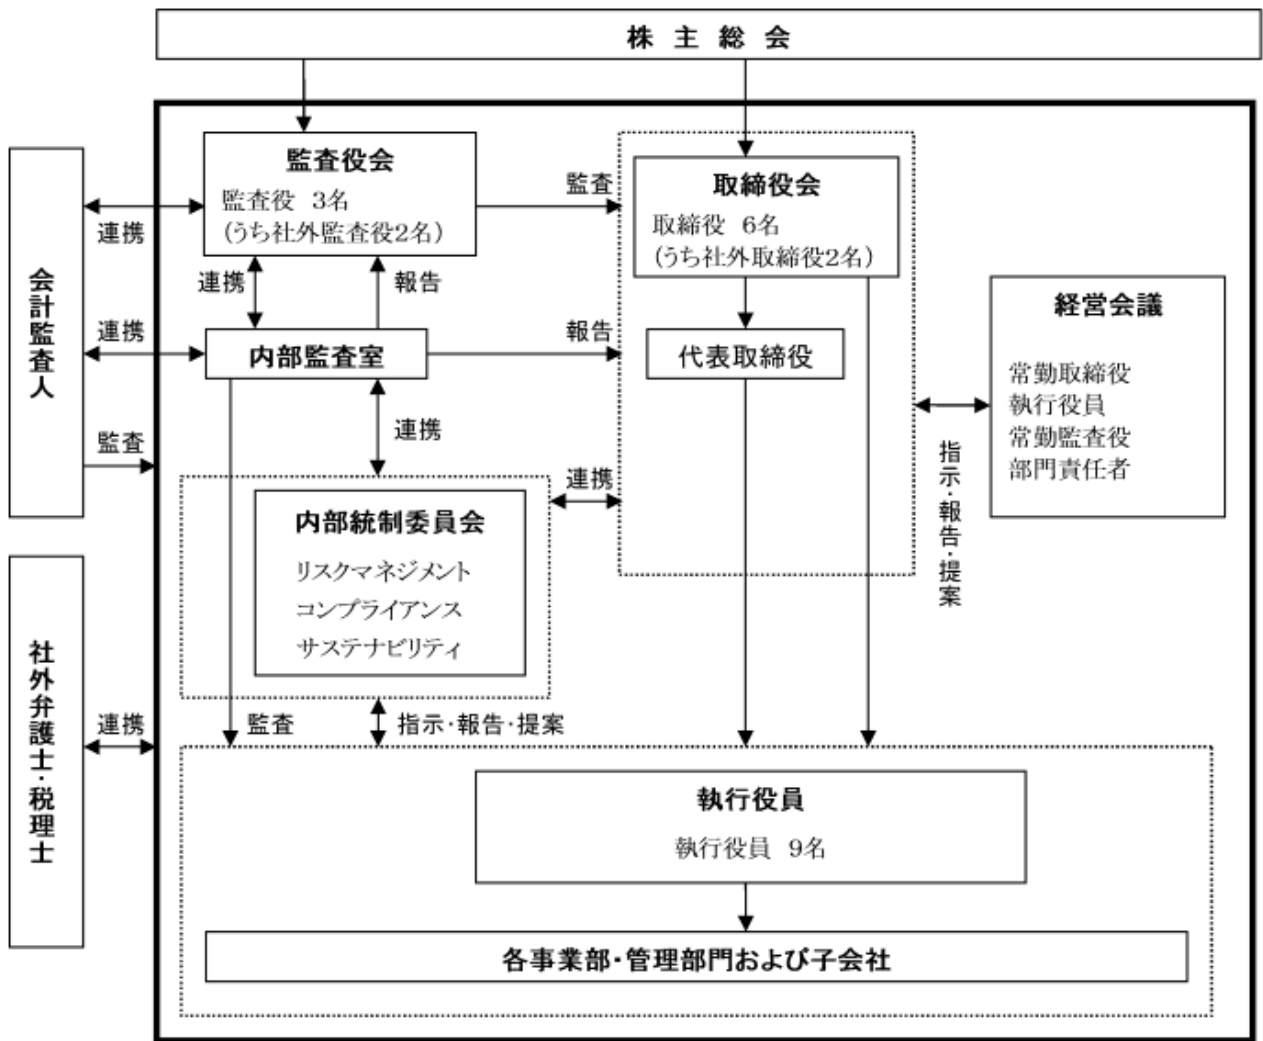 株主総会
監査役会
監査役 3名
(うち社外監査役2名)
監査
取締役会
取締役 6名
(うち社外取締役2名)
連携
連携
報告
会計監査人
連携
内部監査室
報告
代表取締役
経営会議
常勤取締役
執行役員
常勤監査役
部門責任者
監査
連携
連携
指示・報告・提案
内部統制委員会
リスクマネジメント
コンプライアンス
サステナビリティ
社外弁護士・税理士
連携
監査
指示・報告・提案
執行役員
執行役員 9名
各事業部・管理部門および子会社